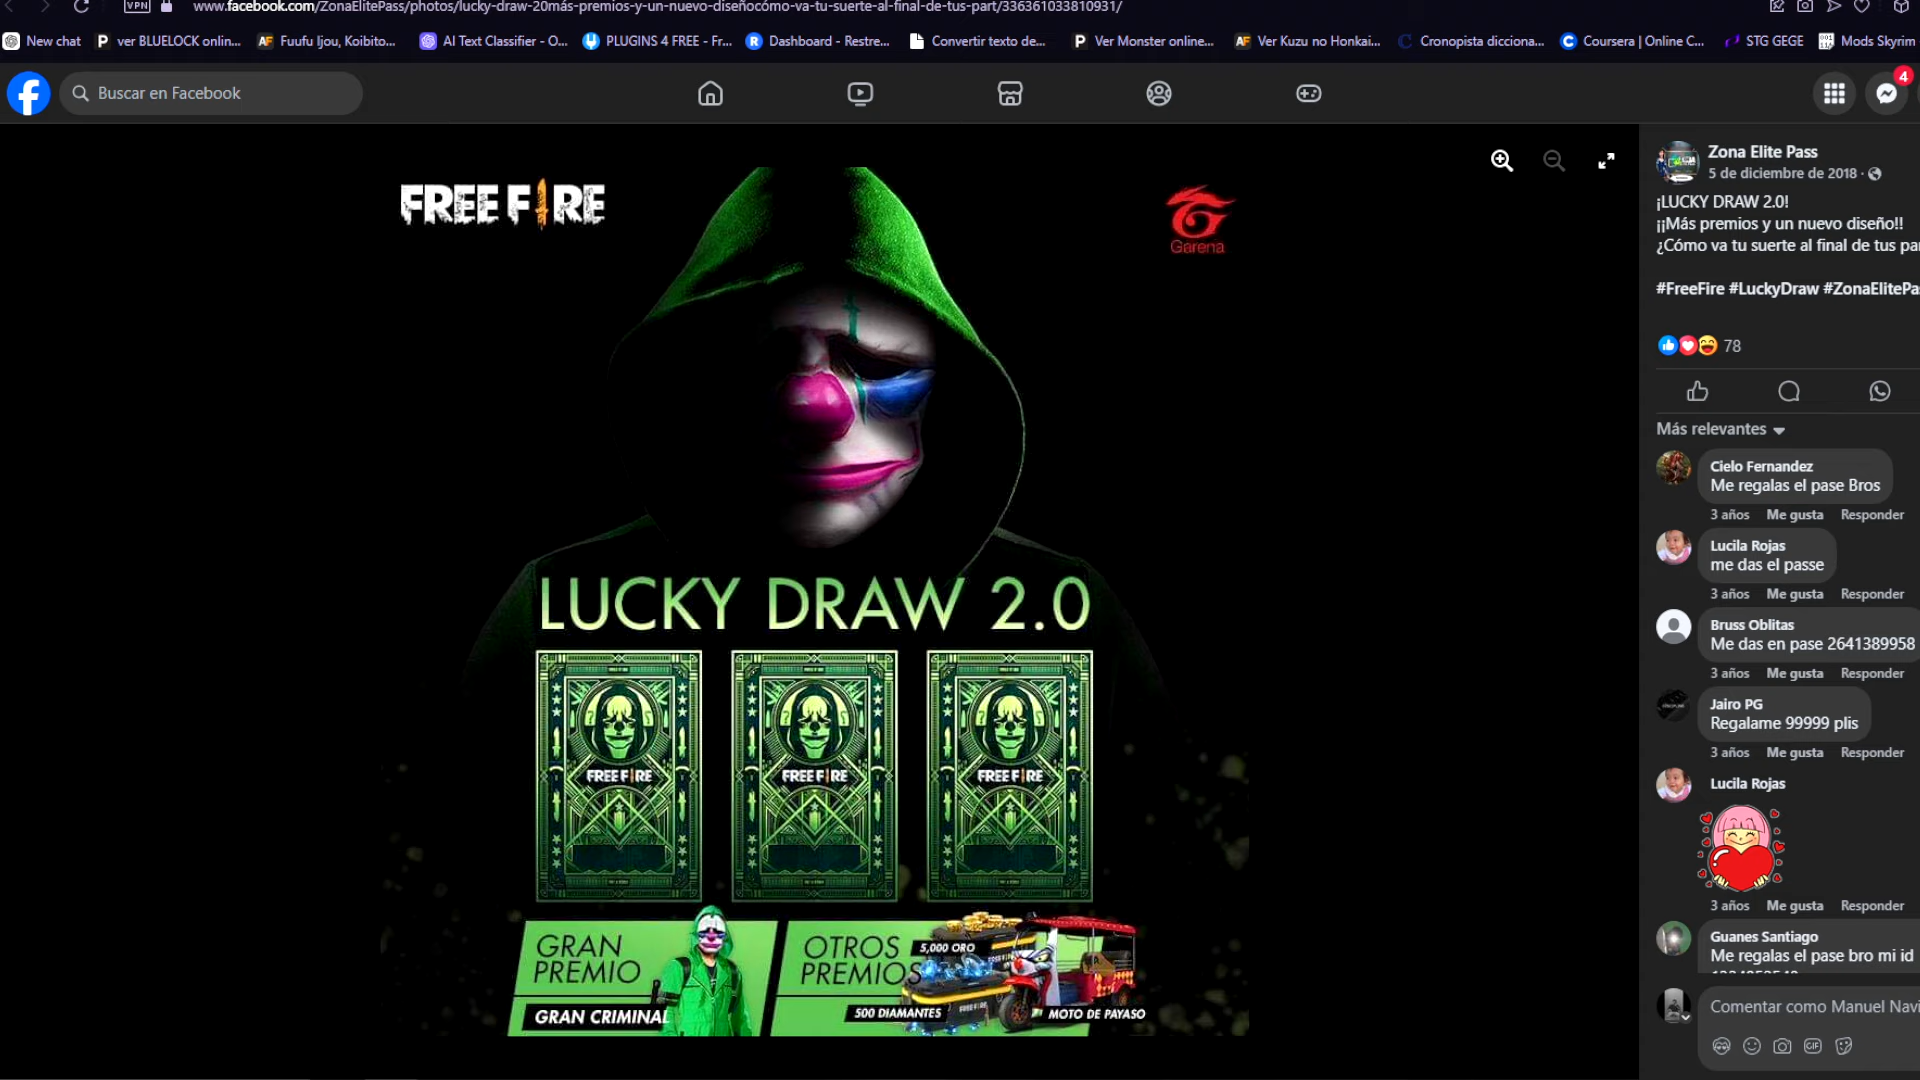 VPN
www.facebook.com/ZonaElitePass/photos/lucky-draw-20más-premios-y-un-nuevo-diseñocómo-va-tu-suerte-al-final-de-tus-part/336361033810931/
New chat
ver BLUELOCK onlin...
Fuufu Ijou, Koibito...
AI Text Classifier - O...
PLUGINS 4 FREE - Fr...
Dashboard - Restre...
Convertir texto de...
Ver Monster online...
Ver Kuzu no Honkai...
Cronopista dicciona...
Coursera | Online C...
STG GEGE
Mods Skyrim
Buscar en Facebook
4
FREE FIRE
Garena
LUCKY DRAW 2.0
FREE FIRE
FREE FIRE
FREE FIRE
GRAN
PREMIO
GRAN CRIMINAL
OTROS
PREMIOS
5,000 ORO
500 DIAMANTES
MOTO DE PAYASO
Zona Elite Pass
5 de diciembre de 2018 ·
¡LUCKY DRAW 2.0!
¡¡Más premios y un nuevo diseño!!
¿Cómo va tu suerte al final de tus par
#FreeFire #LuckyDraw #ZonaElitePas
78
Más relevantes
Cielo Fernandez
Me regalas el pase Bros
3 años Me gusta Responder
Lucila Rojas
me das el passe
3 años Me gusta Responder
Bruss Oblitas
Me das en pase 2641389958
3 años Me gusta Responder
Jairo PG
Regalame 99999 plis
3 años Me gusta Responder
Lucila Rojas
3 años Me gusta Responder
Guanes Santiago
Me regalas el pase bro mi id
Comentar como Manuel Navi
GIF